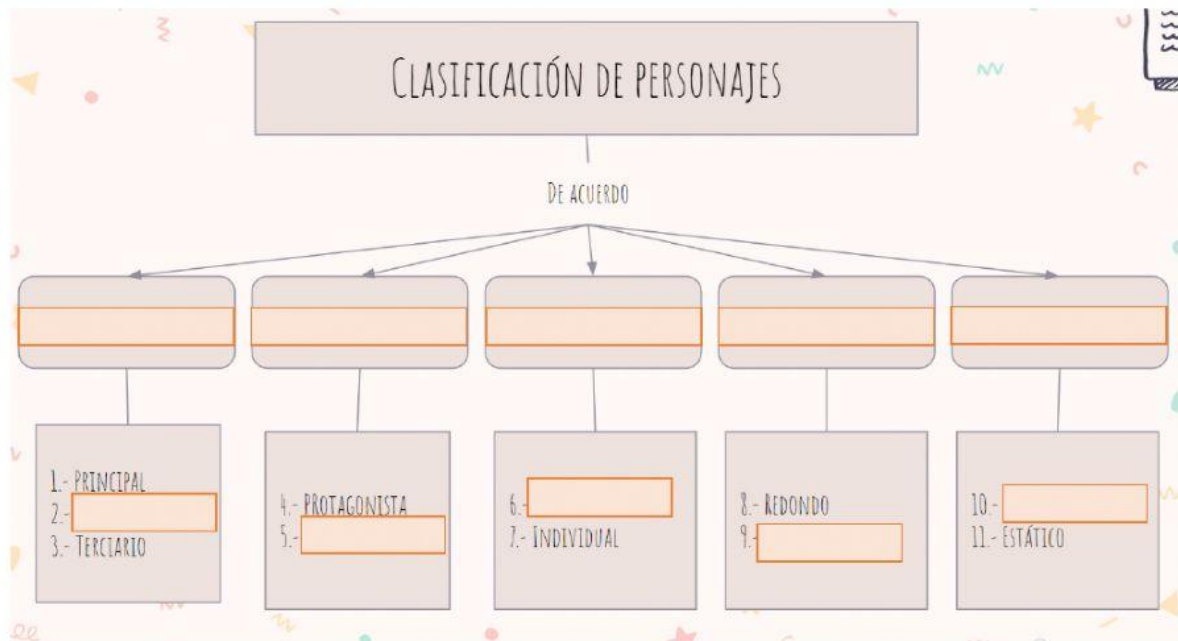 CLASIFICACIÓN DE PERSONAJES
DE ACUERDO
1.- PRINCIPAL
2.-
3.- TERCIARIO
4.- PROTAGONISTA
5.-
6.-
7.- INDIVIDUAL
8.- REDONDO
9.-
10.-
11.- ESTÁTICO